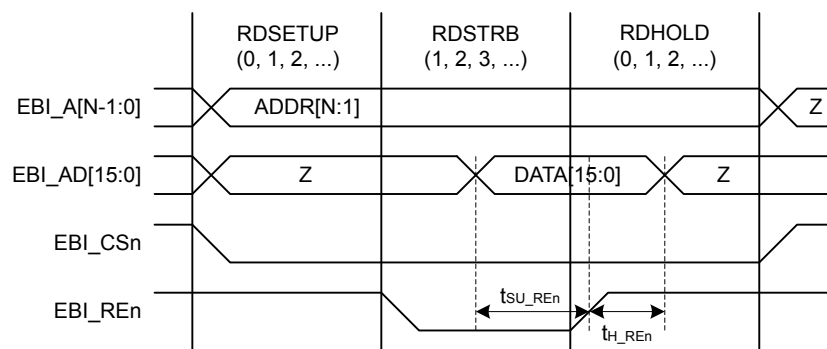 RDSETUP
(0, 1, 2, ...)
RDSTRB
(1, 2, 3, ...)
RDHOLD
(0, 1, 2, ...)
EBI_A[N-1:0]
ADDR[N:1]
Z
EBI_AD[15:0]
Z
DATA[15:0]
Z
EBI_CSn
EBI_REn
tSU_REn
tH_REn